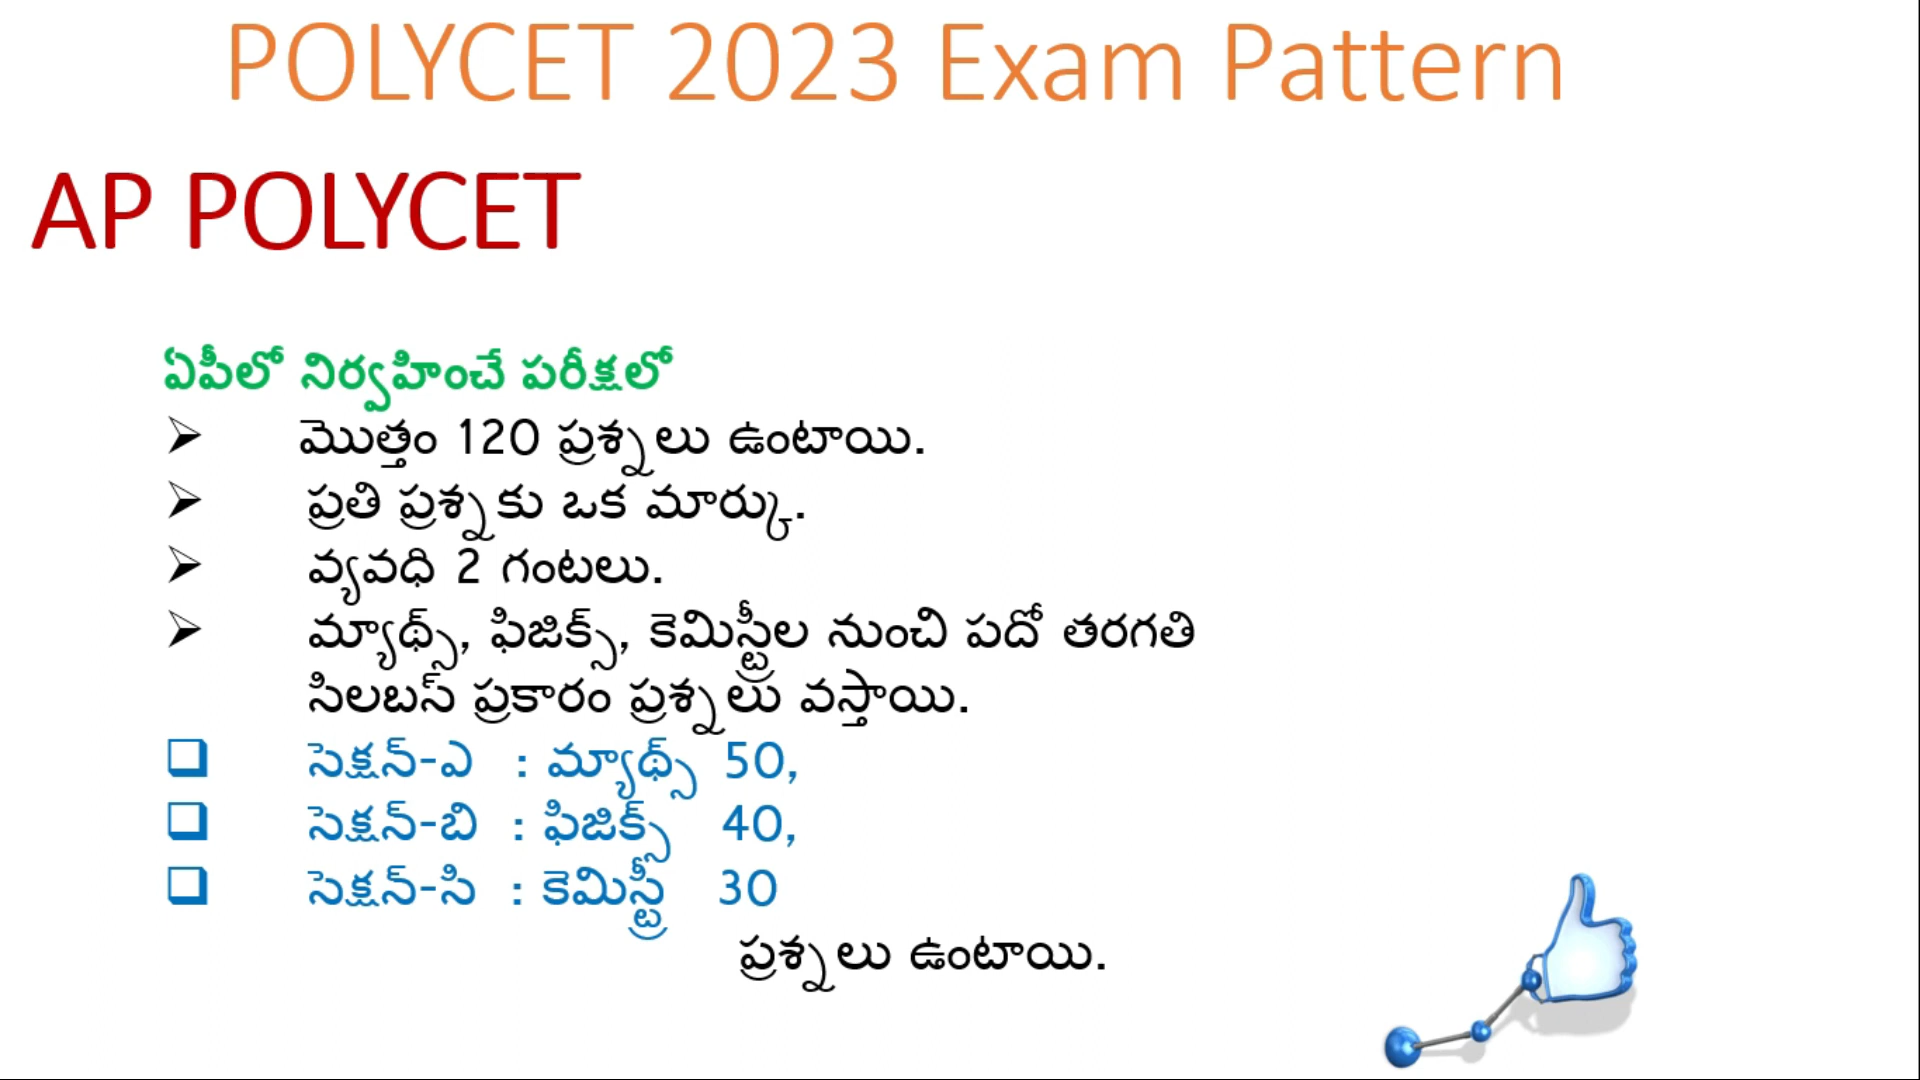 POLYCET 2023 Exam Pattern
AP POLYCET
ఏపీలో నిర్వహించే పరీక్షలో
మొత్తం 120 ప్రశ్నలు ఉంటాయి.
ప్రతి ప్రశ్నకు ఒక మార్కు.
వ్యవధి 2 గంటలు.
మ్యాథ్స్, ఫిజిక్స్, కెమిస్ట్రీల నుంచి పదో తరగతి
సిలబస్ ప్రకారం ప్రశ్నలు వస్తాయి.
సెక్షన్-ఎ : మ్యాథ్స్ 50,
సెక్షన్-బి : ఫిజిక్స్ 40,
సెక్షన్-సి : కెమిస్ట్రీ 30
ప్రశ్నలు ఉంటాయి.